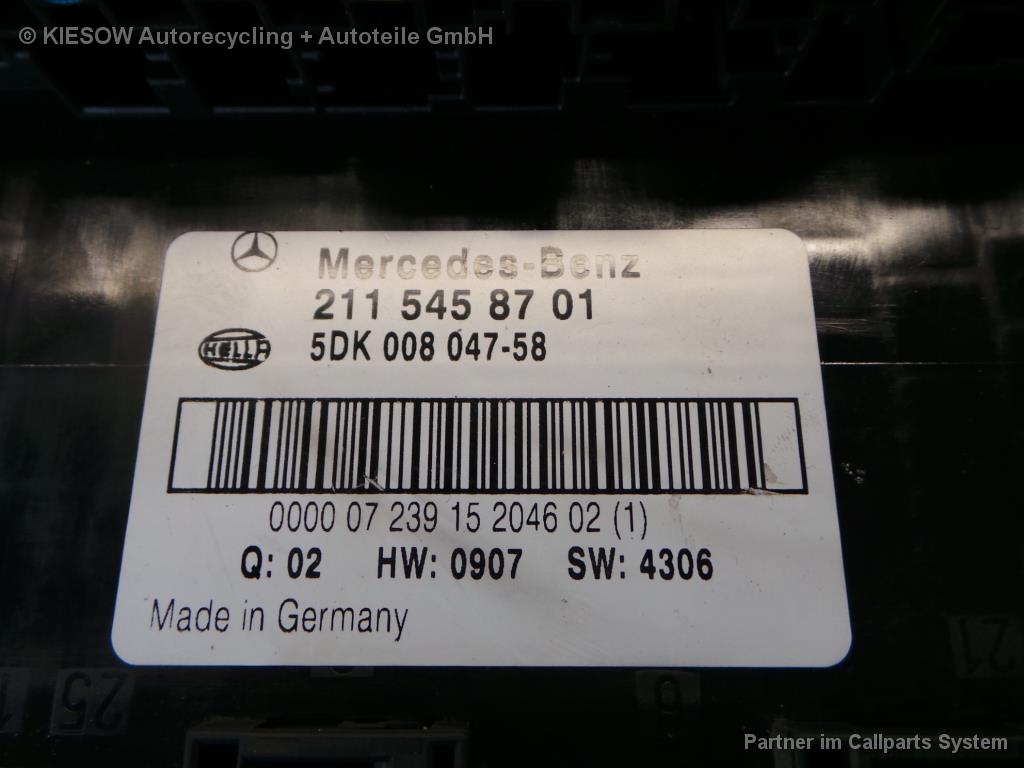 © KIESOW Autorecycling + Autoteile GmbH
Mercedes-Benz
211 545 87 01
HELLA
5DK 008 047-58
0000 07 239 15 2046 02 (1)
Q: 02 HW: 0907 SW: 4306
Made in Germany
25
6
21
Partner im Callparts System